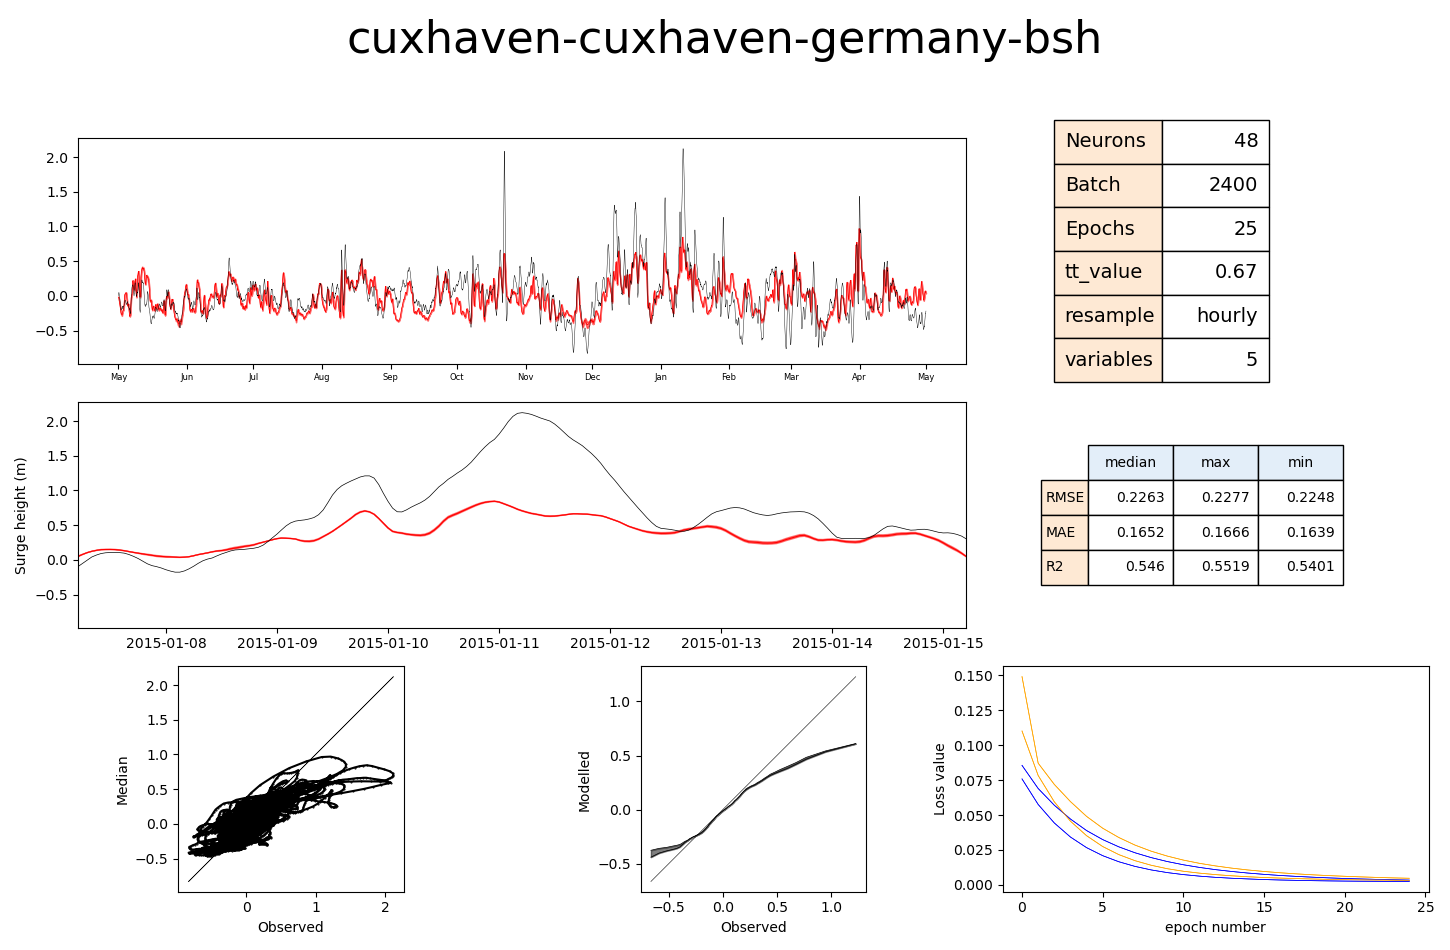 cuxhaven-cuxhaven-germany-bsh
2.0
1.5
1.0
0.5
0.0
−0.5
May Jun Jul Aug Sep Oct Nov Dec Jan Feb Mar Apr May
Neurons 48
Batch 2400
Epochs 25
tt_value 0.67
resample hourly
variables 5
Surge height (m)
2.0
1.5
1.0
0.5
0.0
−0.5
2015-01-08 2015-01-09 2015-01-10 2015-01-11 2015-01-12 2015-01-13 2015-01-14 2015-01-15
median max min
RMSE 0.2263 0.2277 0.2248
MAE 0.1652 0.1666 0.1639
R2 0.546 0.5519 0.5401
Median
2.0
1.5
1.0
0.5
0.0
−0.5
0 1 2
Observed
Modelled
1.0
0.5
0.0
−0.5
−0.5 0.0 0.5 1.0
Observed
Loss value
0.150
0.125
0.100
0.075
0.050
0.025
0.000
0 5 10 15 20 25
epoch number